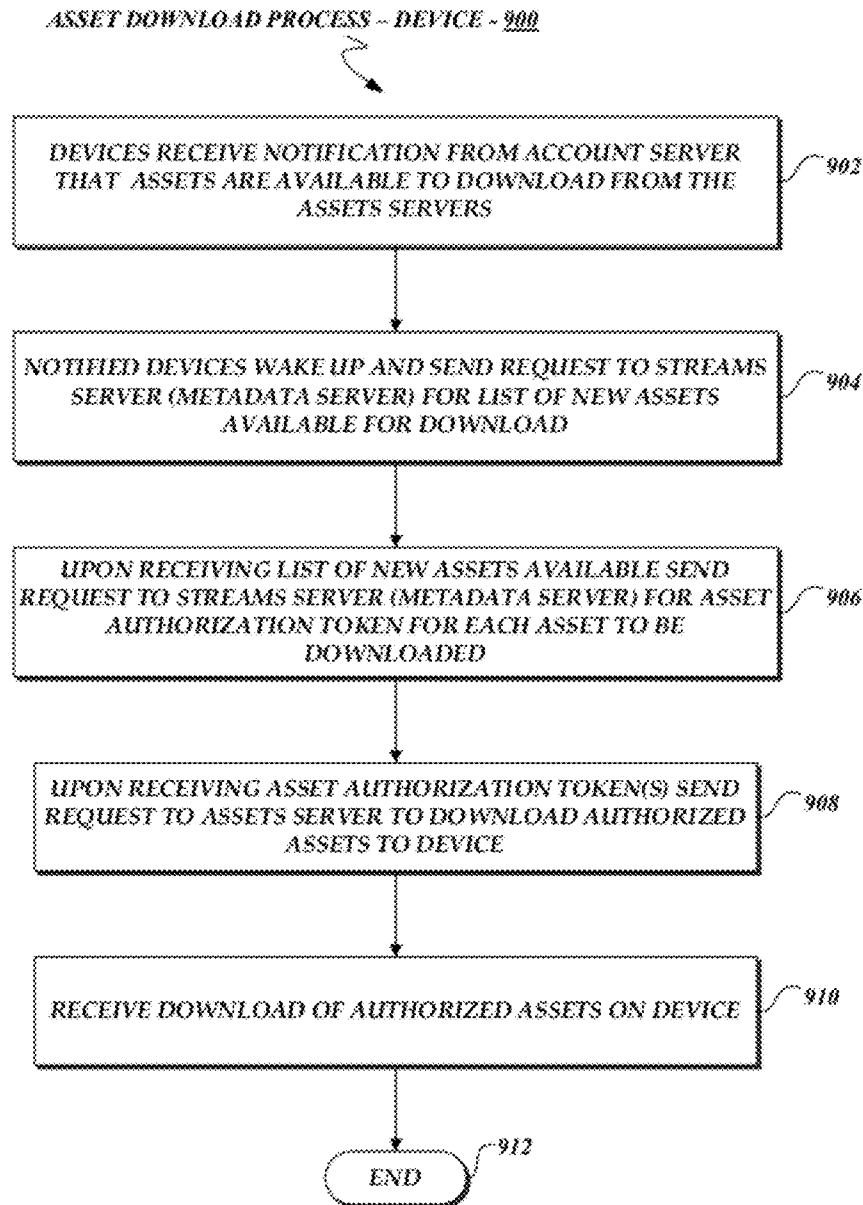 ASSET DOWNLOAD PROCESS – DEVICE - 900
DEVICES RECEIVE NOTIFICATION FROM ACCOUNT SERVER
THAT ASSETS ARE AVAILABLE TO DOWNLOAD FROM THE
ASSETS SERVERS
902
NOTIFIED DEVICES WAKE UP AND SEND REQUEST TO STREAMS
SERVER (METADATA SERVER) FOR LIST OF NEW ASSETS
AVAILABLE FOR DOWNLOAD
904
UPON RECEIVING LIST OF NEW ASSETS AVAILABLE SEND
REQUEST TO STREAMS SERVER (METADATA SERVER) FOR ASSET
AUTHORIZATION TOKEN FOR EACH ASSET TO BE
DOWNLOADED
906
UPON RECEIVING ASSET AUTHORIZATION TOKEN(S) SEND
REQUEST TO ASSETS SERVER TO DOWNLOAD AUTHORIZED
ASSETS TO DEVICE
908
RECEIVE DOWNLOAD OF AUTHORIZED ASSETS ON DEVICE
910
END
912